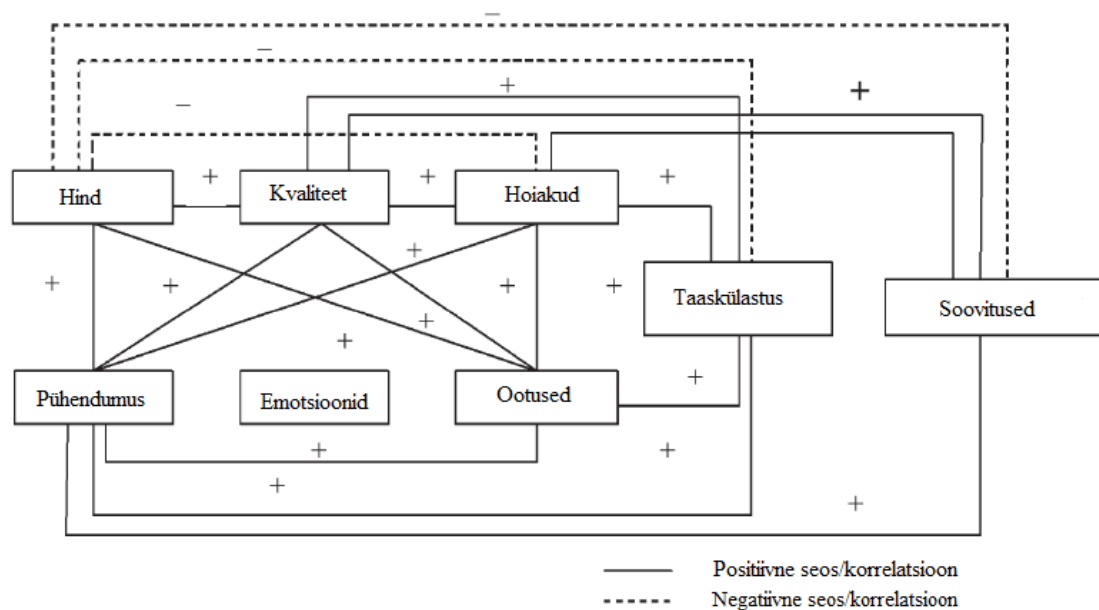 Hind
Kvaliteet
Hoiakud
Taaskülastus
Soovitused
Pühendumus
Emotsioonid
Ootused
Positiivne seos/korrelatsioon
Negatiivne seos/korrelatsioon